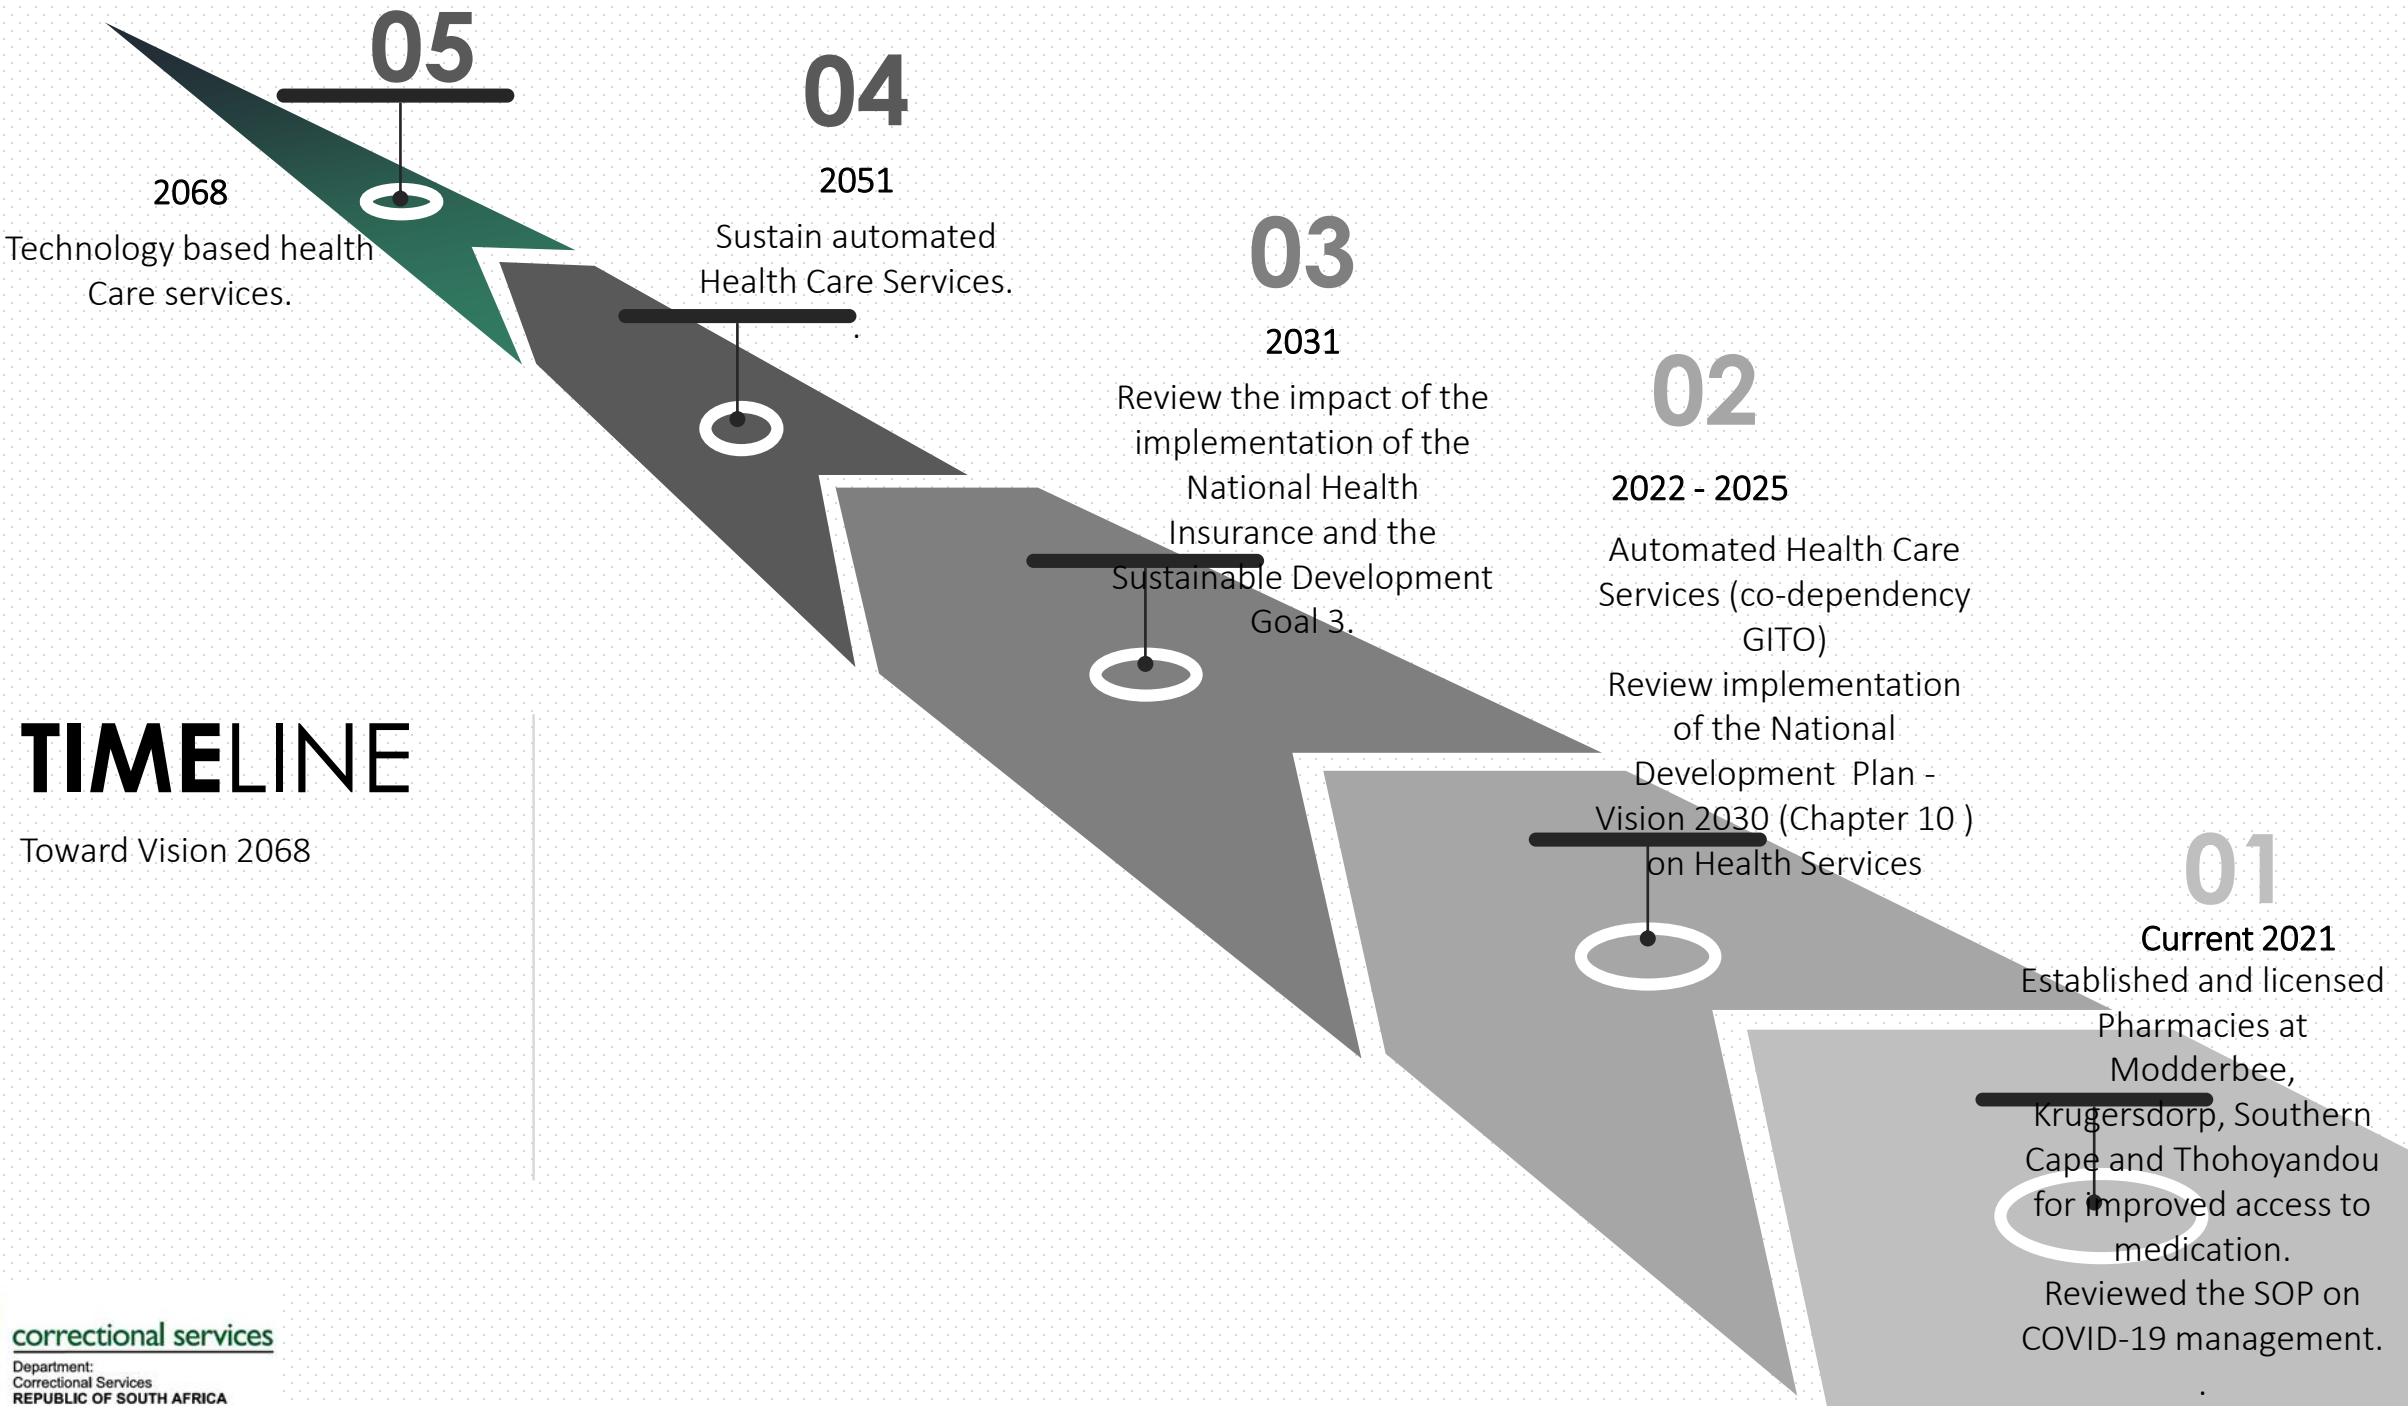 05
2068
Technology based health
Care services.
04
2051
Sustain automated
Health Care Services.
.
03
2031
Review the impact of the
implementation of the
National Health
Insurance and the
Sustainable Development
Goal 3.
02
2022 - 2025
Automated Health Care
Services (co-dependency
GITO)
Review implementation
of the National
Development  Plan -
Vision 2030 (Chapter 10 )
on Health Services
01
Current 2021
Established and licensed
Pharmacies at
Modderbee,
Krugersdorp, Southern
Cape and Thohoyandou
for improved access to
medication.
Reviewed the SOP on
COVID-19 management.
.
TIMELINE
Toward Vision 2068
correctional services
Department:
Correctional Services
REPUBLIC OF SOUTH AFRICA